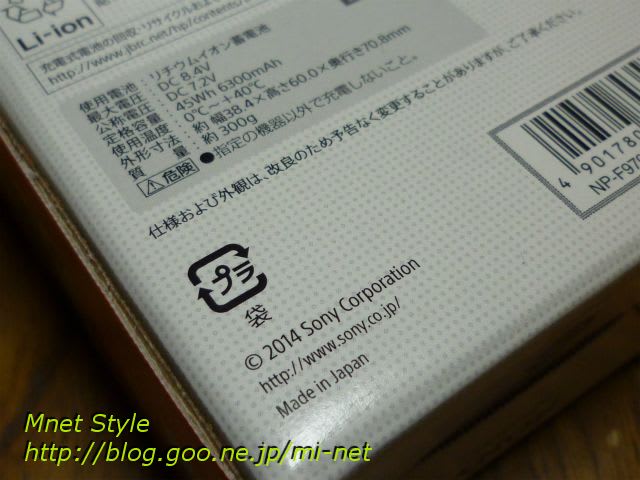 Li-ion
充電式電池の回収・リサイクルおよ
http://www.jbrc.net/hp/contents/
使用電池：リチウムイオン蓄電池
最大電圧：DC 8.4V
公称電圧：DC 7.2V
定格容量：45Wh 6300mAh
使用温度：0℃〜+40℃
外形寸法：約 幅38.4×高さ60.0×奥行き70.8mm
質量：約 300g
⚠危険 ●指定の機器以外で充電しないこと。
仕様および外観は、改良のため予告なく変更することがありますが、ご了承ください。
4 90178
NP-F97
プラ
袋
© 2014 Sony Corporation
http://www.sony.co.jp/
Made in Japan
Mnet Style
http://blog.goo.ne.jp/mi-net